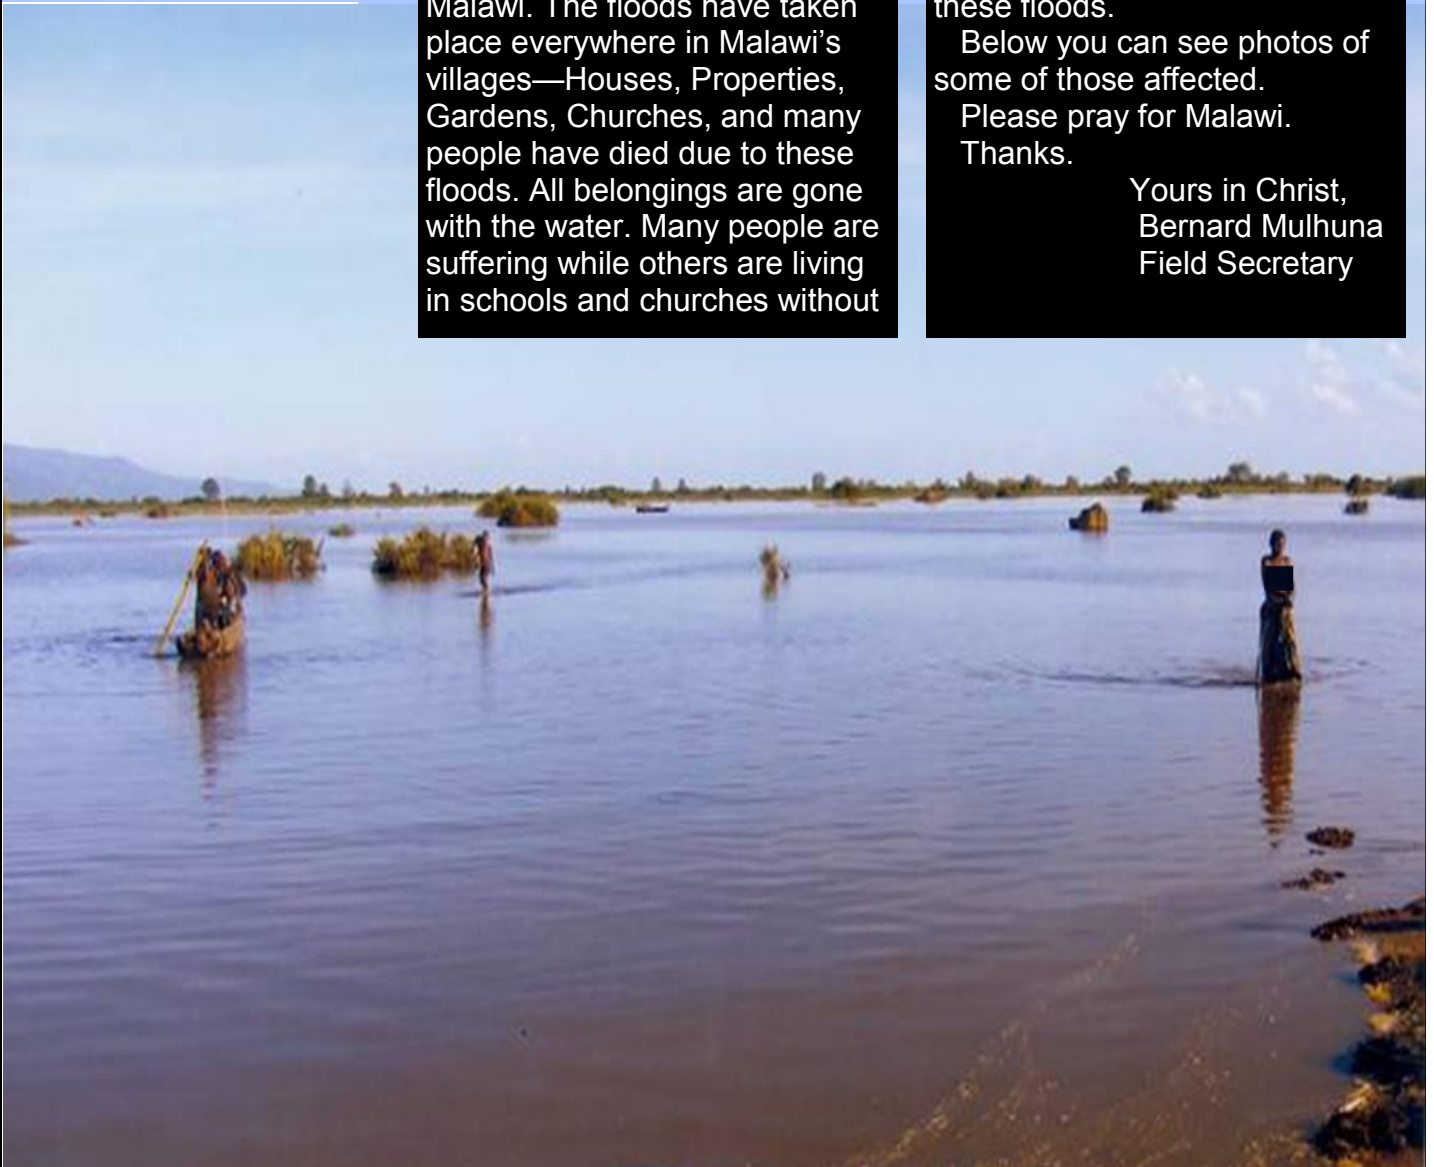 Malawi. The floods have taken
place everywhere in Malawi’s
villages—Houses, Properties,
Gardens, Churches, and many
people have died due to these
floods. All belongings are gone
with the water. Many people are
suffering while others are living
in schools and churches without
these floods.
Below you can see photos of
some of those affected.
Please pray for Malawi.
Thanks.
Yours in Christ,
Bernard Mulhuna
Field Secretary